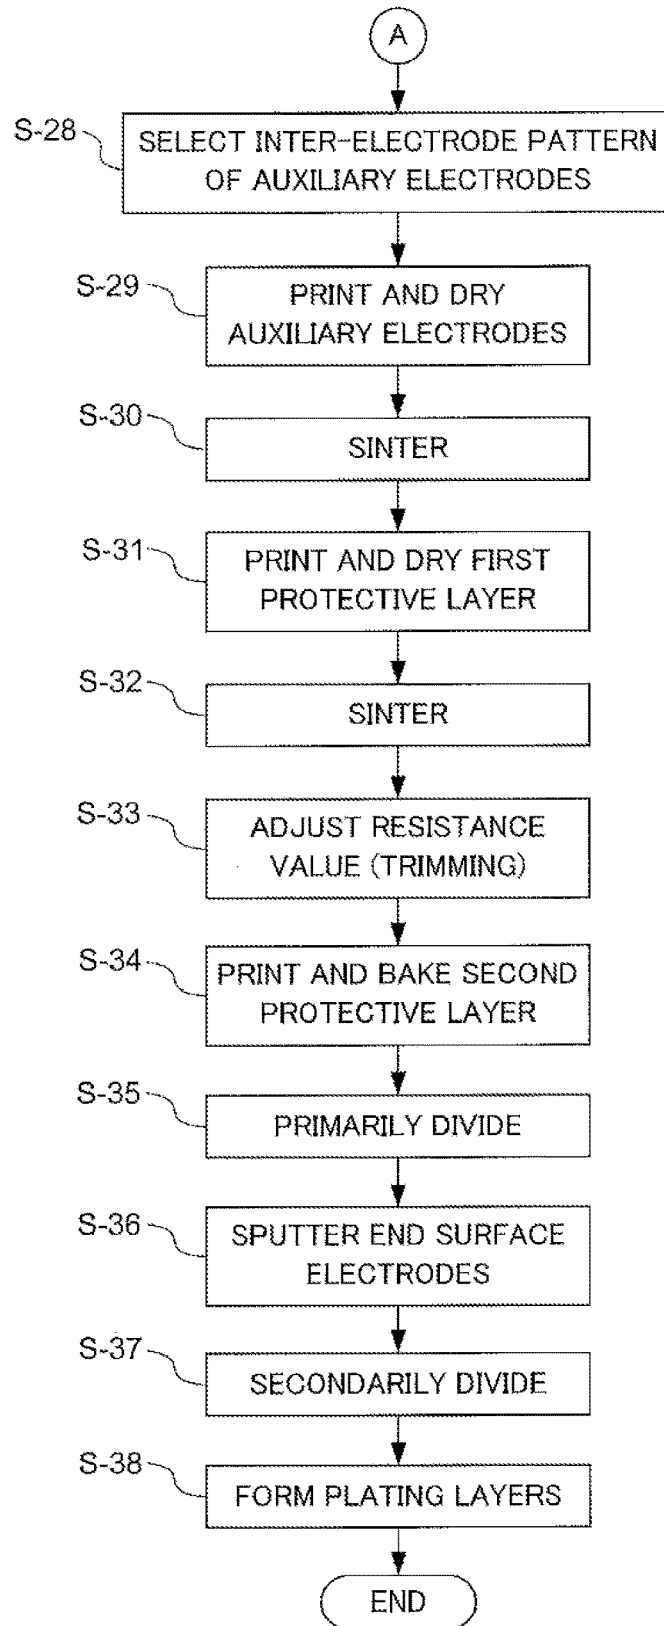 A
S-28
SELECT INTER-ELECTRODE PATTERN
OF AUXILIARY ELECTRODES
S-29
PRINT AND DRY
AUXILIARY ELECTRODES
S-30
SINTER
S-31
PRINT AND DRY FIRST
PROTECTIVE LAYER
S-32
SINTER
S-33
ADJUST RESISTANCE
VALUE (TRIMMING)
S-34
PRINT AND BAKE SECOND
PROTECTIVE LAYER
S-35
PRIMARILY DIVIDE
S-36
SPUTTER END SURFACE
ELECTRODES
S-37
SECONDARILY DIVIDE
S-38
FORM PLATING LAYERS
END